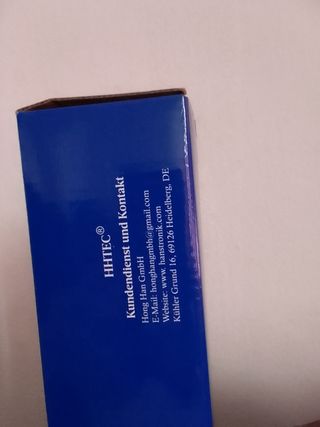 HHTEC®
Kundendienst und Kontakt
Hong Han GmbH
E-Mail: honghangmbh@gmail.com
Website: www. hanstronik.com
Kühler Grund 16, 69126 Heidelberg, DE